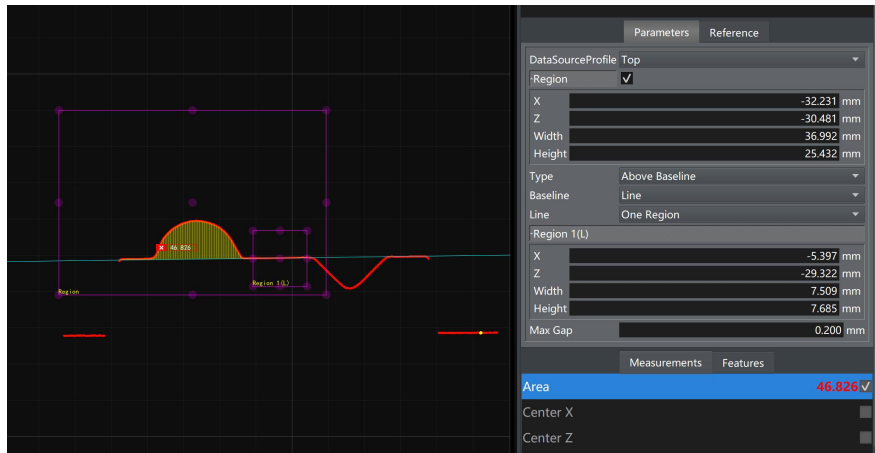 Parameters Reference
DataSourceProfile Top
-Region
X -32.231 mm
Z -30.481 mm
Width 36.992 mm
Height 25.432 mm
Type Above Baseline
Baseline Line
Line One Region
-Region 1(L)
X -5.397 mm
Z -29.322 mm
Width 7.509 mm
Height 7.685 mm
Max Gap 0.200 mm
Measurements Features
Area 46.826
Center X
Center Z
46.826
Region 1(L)
Region